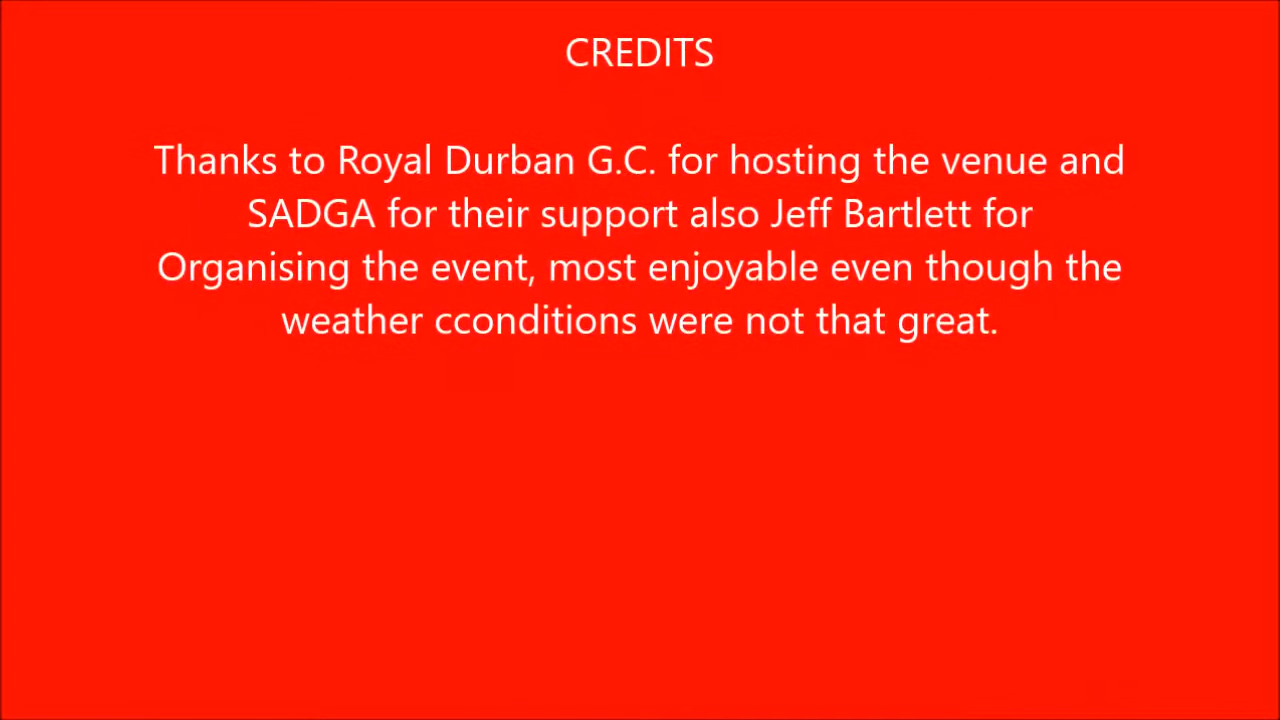 CREDITS
Thanks to Royal Durban G.C. for hosting the venue and
SADGA for their support also Jeff Bartlett for
Organising the event, most enjoyable even though the
weather cconditions were not that great.